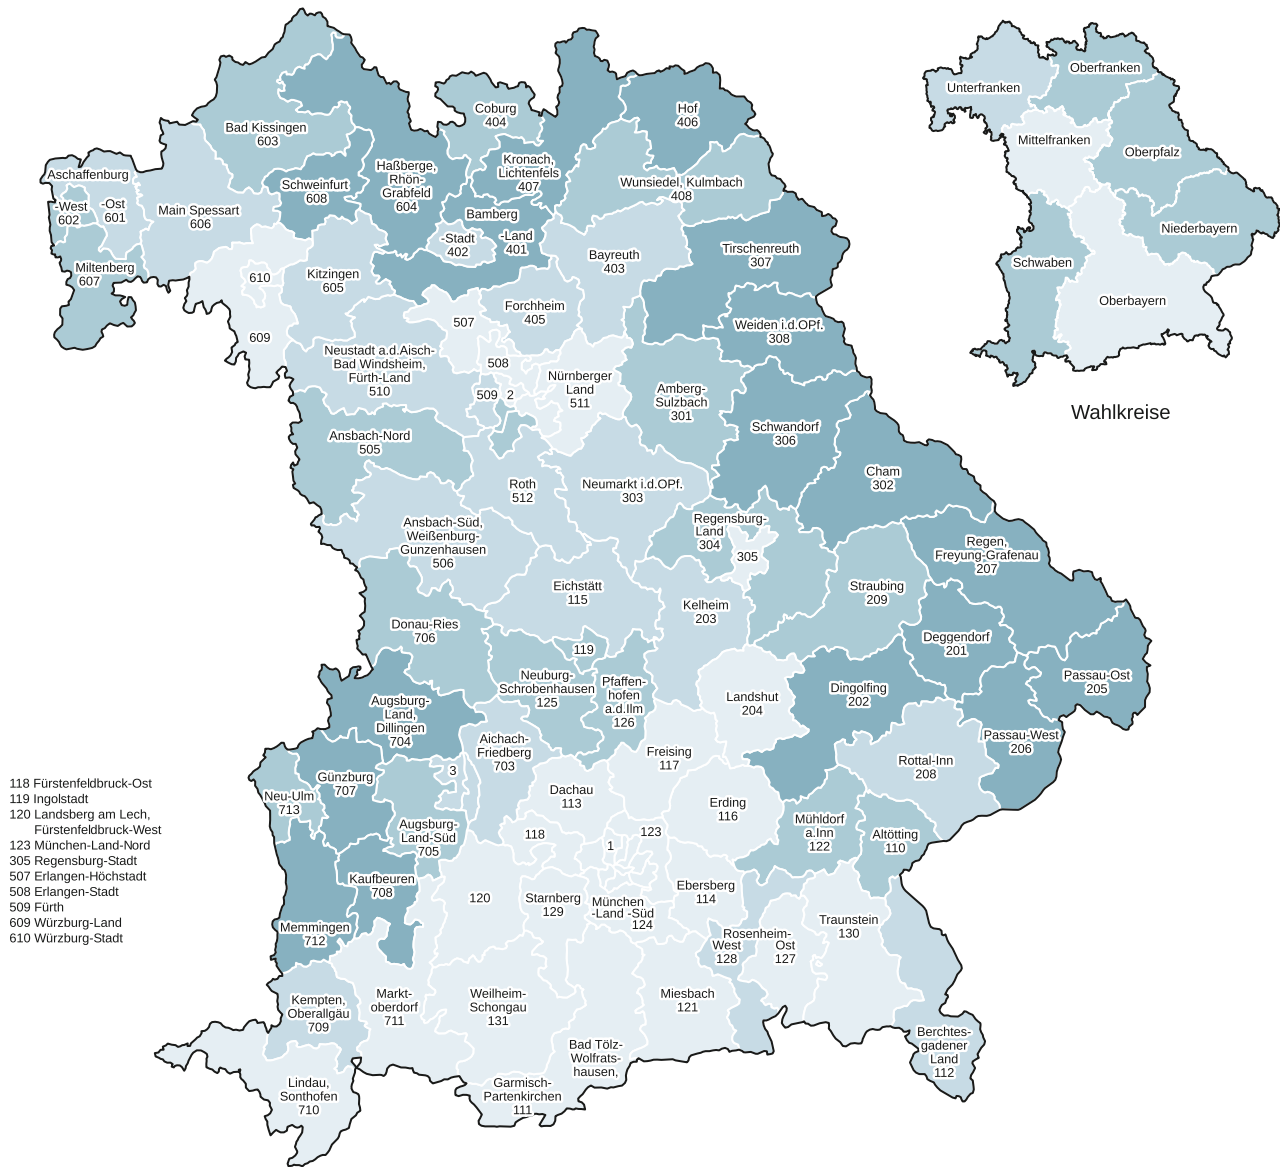 Coburg
404
Hof
406
Bad Kissingen
603
Kronach,
Lichtenfels
407
Haßberge,
Rhön-
Grabfeld
604
Aschaffenburg
-West
602
-Ost
601
Schweinfurt
608
Wunsiedel, Kulmbach
408
Main Spessart
606
Bamberg
-Stadt
402
-Land
401
Bayreuth
403
Tirschenreuth
307
Miltenberg
607
610
Kitzingen
605
Forchheim
405
507
Weiden i.d.OPf.
308
609
Neustadt a.d.Aisch-
Bad Windsheim,
Fürth-Land
510
508
509
2
Nürnberger
Land
511
Amberg-
Sulzbach
301
Schwandorf
306
Ansbach-Nord
505
Cham
302
Roth
512
Neumarkt i.d.OPf.
303
Ansbach-Süd,
Weißenburg-
Gunzenhausen
506
Regensburg-
Land
304
305
Regen,
Freyung-Grafenau
207
Eichstätt
115
Kelheim
203
Straubing
209
Donau-Ries
706
119
Deggendorf
201
Neuburg-
Schrobenhausen
125
Pfaffen-
hofen
a.d.Ilm
126
Landshut
204
Dingolfing
202
Passau-Ost
205
Augsburg-
Land,
Dillingen
704
Aichach-
Friedberg
703
Freising
117
Passau-West
206
Rottal-Inn
208
3
Günzburg
707
Neu-Ulm
713
Dachau
113
Erding
116
Augsburg-
Land-Süd
705
118
123
1
Mühldorf
a.Inn
122
Altötting
110
Kaufbeuren
708
120
Starnberg
129
München
-Land -Süd
124
Ebersberg
114
Memmingen
712
Rosenheim-
West
128
Ost
127
Traunstein
130
Kempten,
Oberallgäu
709
Markt-
oberdorf
711
Weilheim-
Schongau
131
Miesbach
121
Bad Tölz-
Wolfrats-
hausen,
Garmisch-
Partenkirchen
111
Berchtes-
gadener
Land
112
Lindau,
Sonthofen
710
118 Fürstenfeldbruck-Ost
119 Ingolstadt
120 Landsberg am Lech,
Fürstenfeldbruck-West
123 München-Land-Nord
305 Regensburg-Stadt
507 Erlangen-Höchstadt
508 Erlangen-Stadt
509 Fürth
609 Würzburg-Land
610 Würzburg-Stadt
Oberfranken
Unterfranken
Mittelfranken
Oberpfalz
Niederbayern
Schwaben
Oberbayern
Wahlkreise